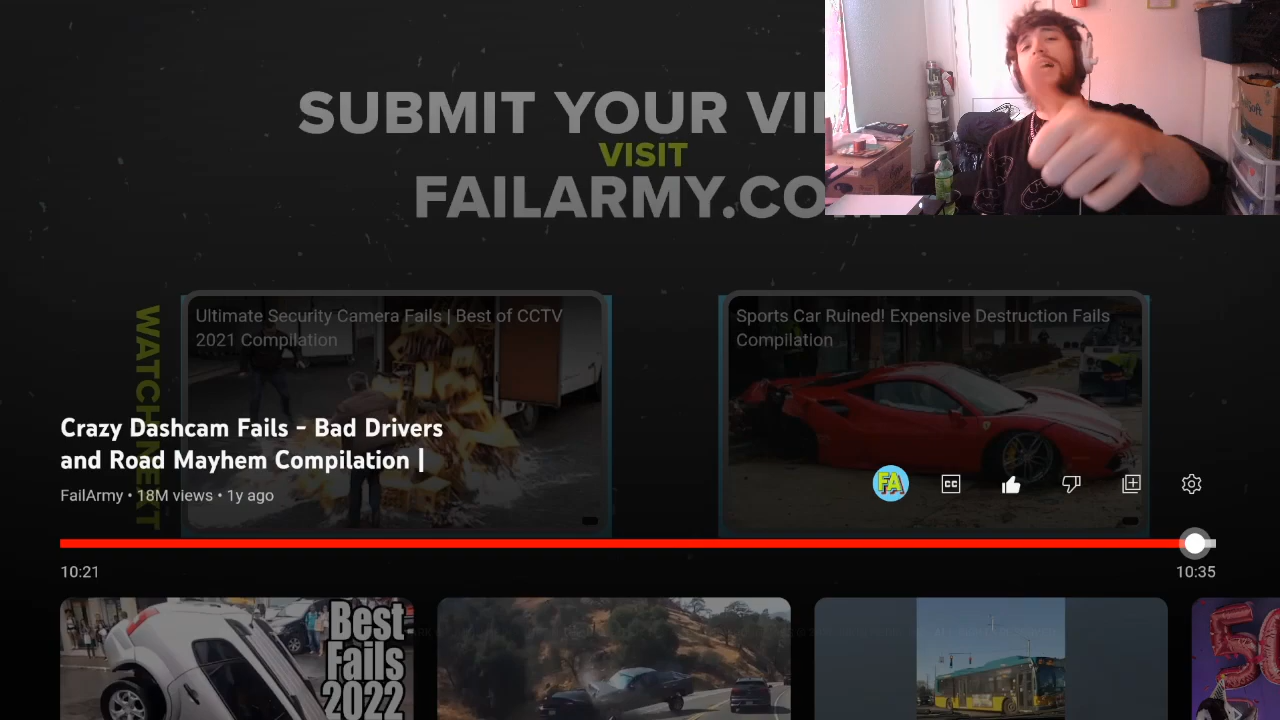 SUBMIT YOUR
VISIT
FAILARMY.COM
WATCH NEXT
Ultimate Security Camera Fails | Best of CCTV
2021 Compilation
Sports Car Ruined! Expensive Destruction Fails
Compilation
Crazy Dashcam Fails - Bad Drivers
and Road Mayhem Compilation |
FailArmy • 18M views • 1y ago
FA
CC
10:21
10:35
Best
Fails
2022
50